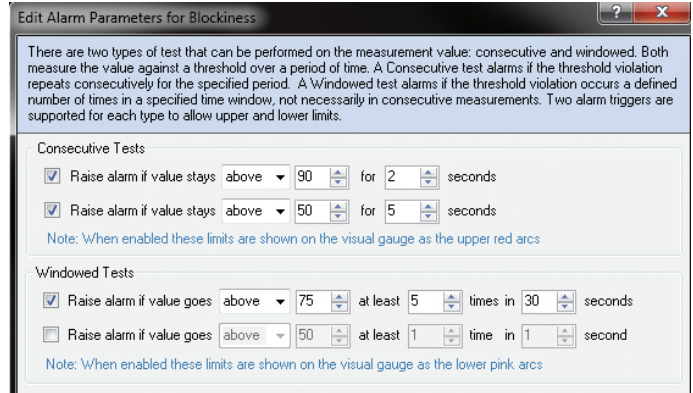 Edit Alarm Parameters for Blockiness ? X
There are two types of test that can be performed on the measurement value: consecutive and windowed. Both
measure the value against a threshold over a period of time. A Consecutive test alarms if the threshold violation
repeats consecutively for the specified period. A Windowed test alarms if the threshold violation occurs a defined
number of times in a specified time window, not necessarily in consecutive measurements. Two alarm triggers are
supported for each type to allow upper and lower limits.
Consecutive Tests
Raise alarm if value stays above 90 for 2 seconds
Raise alarm if value stays above 50 for 5 seconds
Note: When enabled these limits are shown on the visual gauge as the upper red arcs
Windowed Tests
Raise alarm if value goes above 75 at least 5 times in 30 seconds
Raise alarm if value goes above 50 at least 1 time in 1 second
Note: When enabled these limits are shown on the visual gauge as the lower pink arcs